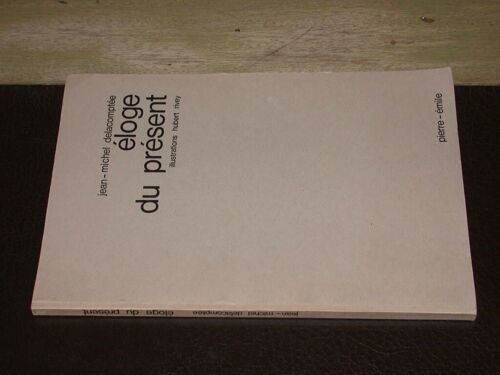 jean-michel delacomptée
éloge
du présent
illustrations hubert rivey
pierre-émile
jean-michel delacomptée éloge du présent